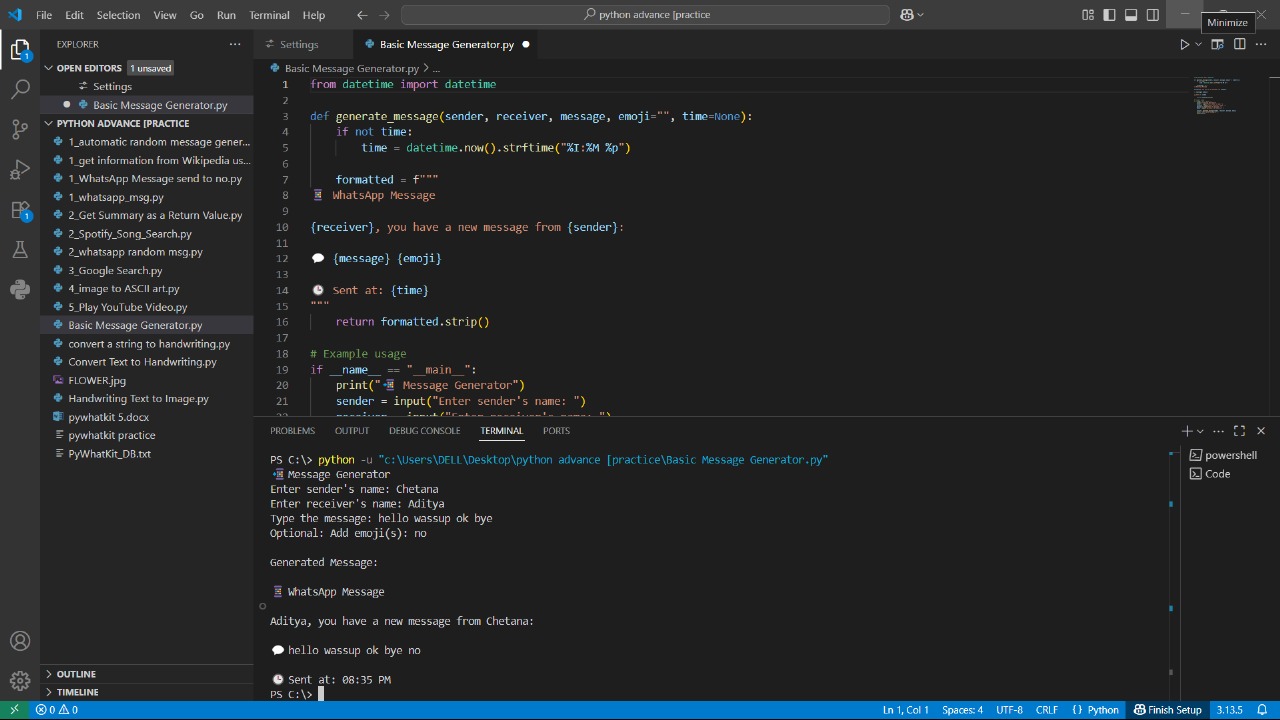 File Edit Selection View Go Run Terminal Help
python advance [practice
Minimize
EXPLORER
OPEN EDITORS 1 unsaved
Settings
Basic Message Generator.py
PYTHON ADVANCE [PRACTICE
1_automatic random message gener...
1_get information from Wikipedia us...
1_WhatsApp Message send to no.py
1_whatsapp_msg.py
2_Get Summary as a Return Value.py
2_Spotify_Song_Search.py
2_whatsapp random msg.py
3_Google Search.py
4_image to ASCII art.py
5_Play YouTube Video.py
Basic Message Generator.py
convert a string to handwriting.py
Convert Text to Handwriting.py
FLOWER.jpg
Handwriting Text to Image.py
pywhatkit 5.docx
pywhatkit practice
PyWhatKit_DB.txt
OUTLINE
TIMELINE
Settings Basic Message Generator.py
Basic Message Generator.py > ...
1 from datetime import datetime
2
3 def generate_message(sender, receiver, message, emoji="", time=None):
4 if not time:
5 time = datetime.now().strftime("%I:%M %p")
6
7 formatted = f"""
8 📲 WhatsApp Message
9
10 {receiver}, you have a new message from {sender}:
11
12 💬 {message} {emoji}
13
14 🕒 Sent at: {time}
15 """
16 return formatted.strip()
17
18 # Example usage
19 if __name__ == "__main__":
20 print("📲 Message Generator")
21 sender = input("Enter sender's name: ")
22 receiver = input("Enter receiver's name: ")
PROBLEMS OUTPUT DEBUG CONSOLE TERMINAL PORTS
PS C:\> python -u "c:\Users\DELL\Desktop\python advance [practice\Basic Message Generator.py"
📲 Message Generator
Enter sender's name: Chetana
Enter receiver's name: Aditya
Type the message: hello wassup ok bye
Optional: Add emoji(s): no
Generated Message:
📲 WhatsApp Message
Aditya, you have a new message from Chetana:
💬 hello wassup ok bye no
🕒 Sent at: 08:35 PM
PS C:\>
powershell
Code
0 0
Ln 1, Col 1 Spaces: 4 UTF-8 CRLF {} Python Finish Setup 3.13.5